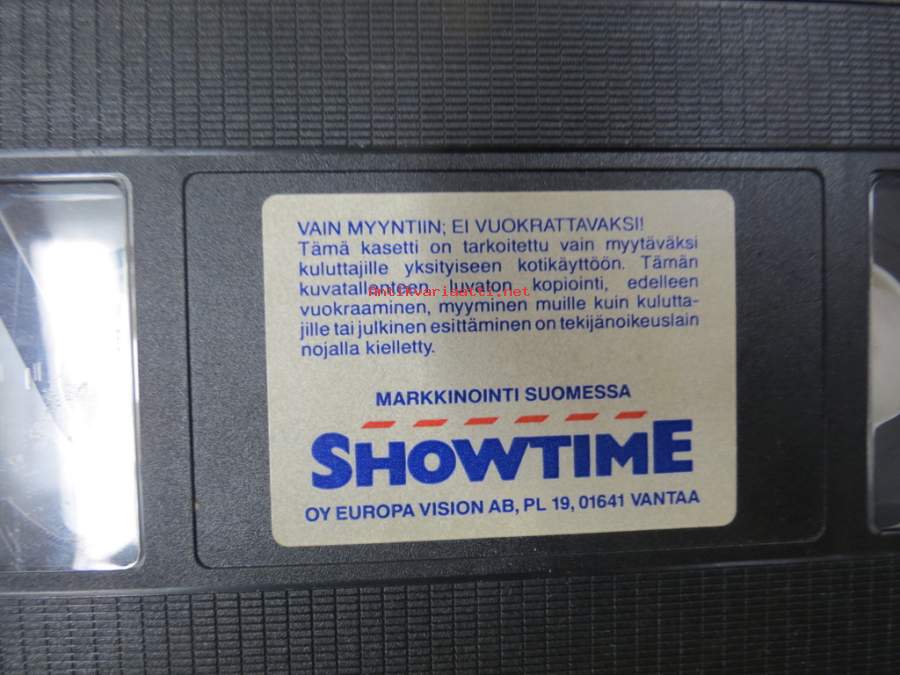 VAIN MYYNTIIN; EI VUOKRATTAVAKSI!
Tämä kasetti on tarkoitettu vain myytäväksi
kuluttajille yksityiseen kotikäyttöön. Tämän
kuvatallenteen luvaton kopiointi, edelleen
Antikvariaatti.net
vuokraaminen, myyminen muille kuin kulutta-
jille tai julkinen esittäminen on tekijänoikeuslain
nojalla kielletty.
MARKKINOINTI SUOMESSA
SHOWTIME
OY EUROPA VISION AB, PL 19, 01641 VANTAA